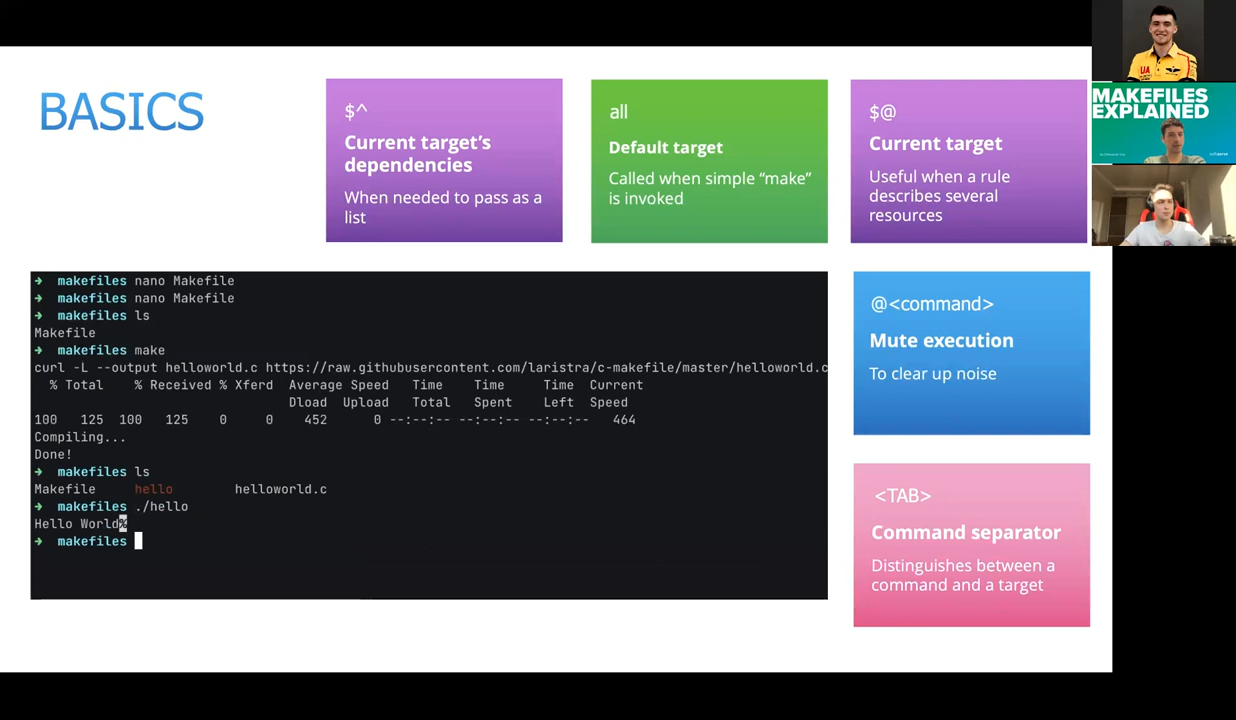 BASICS
$^
Current target's
dependencies
When needed to pass as a
list
all
Default target
Called when simple “make”
is invoked
$@
Current target
Useful when a rule
describes several
resources
MAKEFILES
EXPLAINED
UA
➜ makefiles nano Makefile
➜ makefiles nano Makefile
➜ makefiles ls
Makefile
➜ makefiles make
curl -L --output helloworld.c https://raw.githubusercontent.com/laristra/c-makefile/master/helloworld.c
% Total % Received % Xferd Average Speed Time Time Time Current
Dload Upload Total Spent Left Speed
100 125 100 125 0 0 452 0 --:--:-- --:--:-- --:--:-- 464
Compiling...
Done!
➜ makefiles ls
Makefile hello helloworld.c
➜ makefiles ./hello
Hello World%
➜ makefiles
@<command>
Mute execution
To clear up noise
<TAB>
Command separator
Distinguishes between a
command and a target